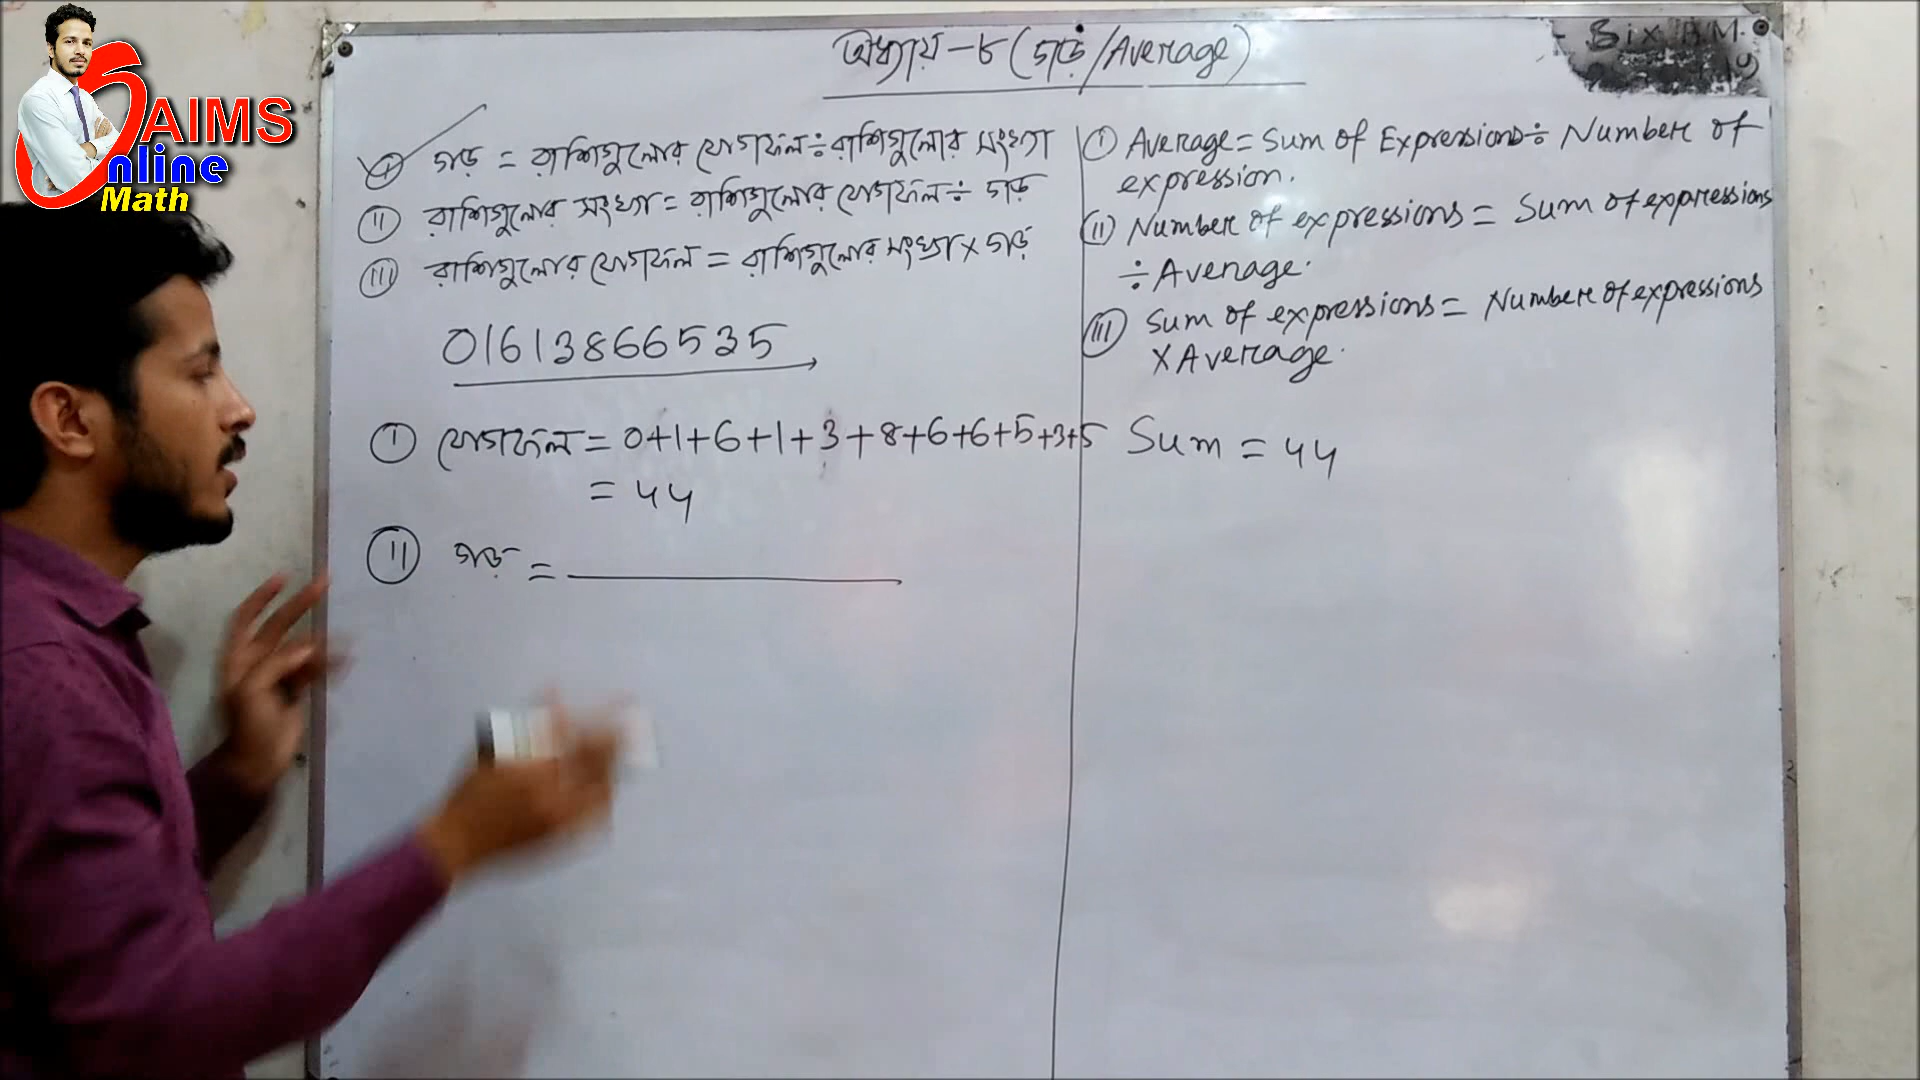 SAIMS
Online
Math
অধ্যায়-৮ (গড়/Average)
Six B.M.
i গড় = রাশিগুলোর যোগফল ÷ রাশিগুলোর সংখ্যা
ii রাশিগুলোর সংখ্যা = রাশিগুলোর যোগফল ÷ গড়
iii রাশিগুলোর যোগফল = রাশিগুলোর সংখ্যা × গড়
01613866535
i যোগফল = 0+1+6+1+3+8+6+6+5+3+5
= 44
ii গড় =
i Average = Sum of Expressions ÷ Number of
expression.
ii Number of expressions = Sum of expressions
÷ Average.
iii Sum of expressions = Number of expressions
× Average.
Sum = 44